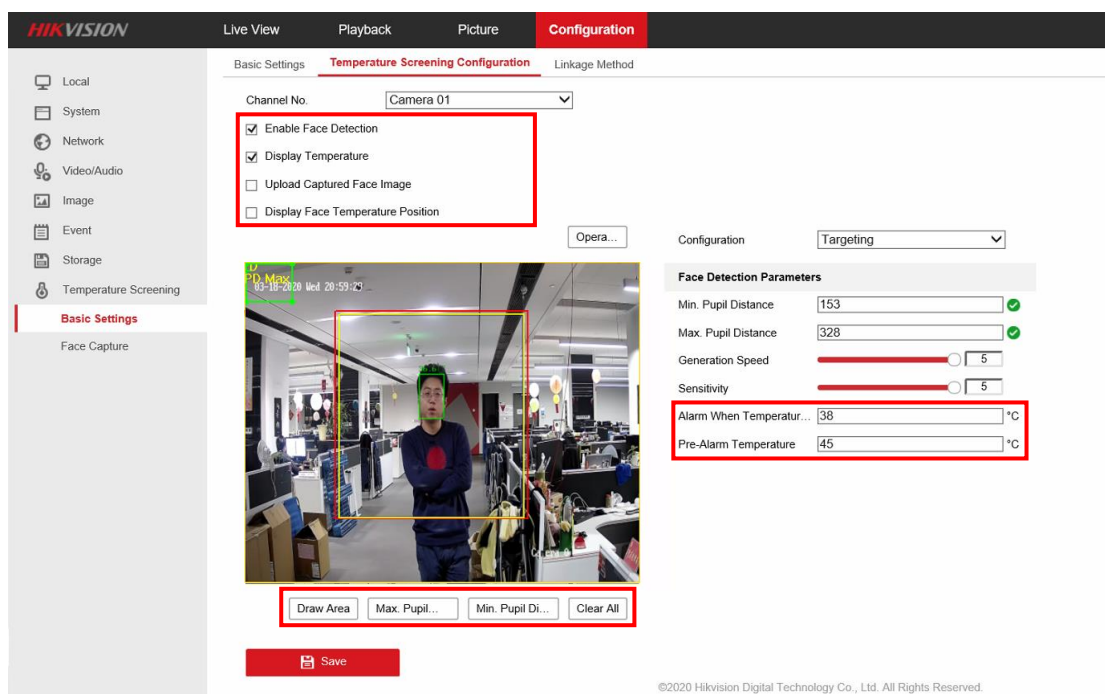 HIKVISION
Live View Playback Picture Configuration
Basic Settings Temperature Screening Configuration Linkage Method
Local
System
Network
Video/Audio
Image
Event
Storage
Temperature Screening
Basic Settings
Face Capture
Channel No. Camera 01
Enable Face Detection
Display Temperature
Upload Captured Face Image
Display Face Temperature Position
Opera...
D
PD Max
03-18-2020 Wed 20:59:29
Draw Area Max. Pupil... Min. Pupil Di... Clear All
Save
Configuration Targeting
Face Detection Parameters
Min. Pupil Distance 153
Max. Pupil Distance 328
Generation Speed 5
Sensitivity 5
Alarm When Temperatur... 38 °C
Pre-Alarm Temperature 45 °C
©2020 Hikvision Digital Technology Co., Ltd. All Rights Reserved.